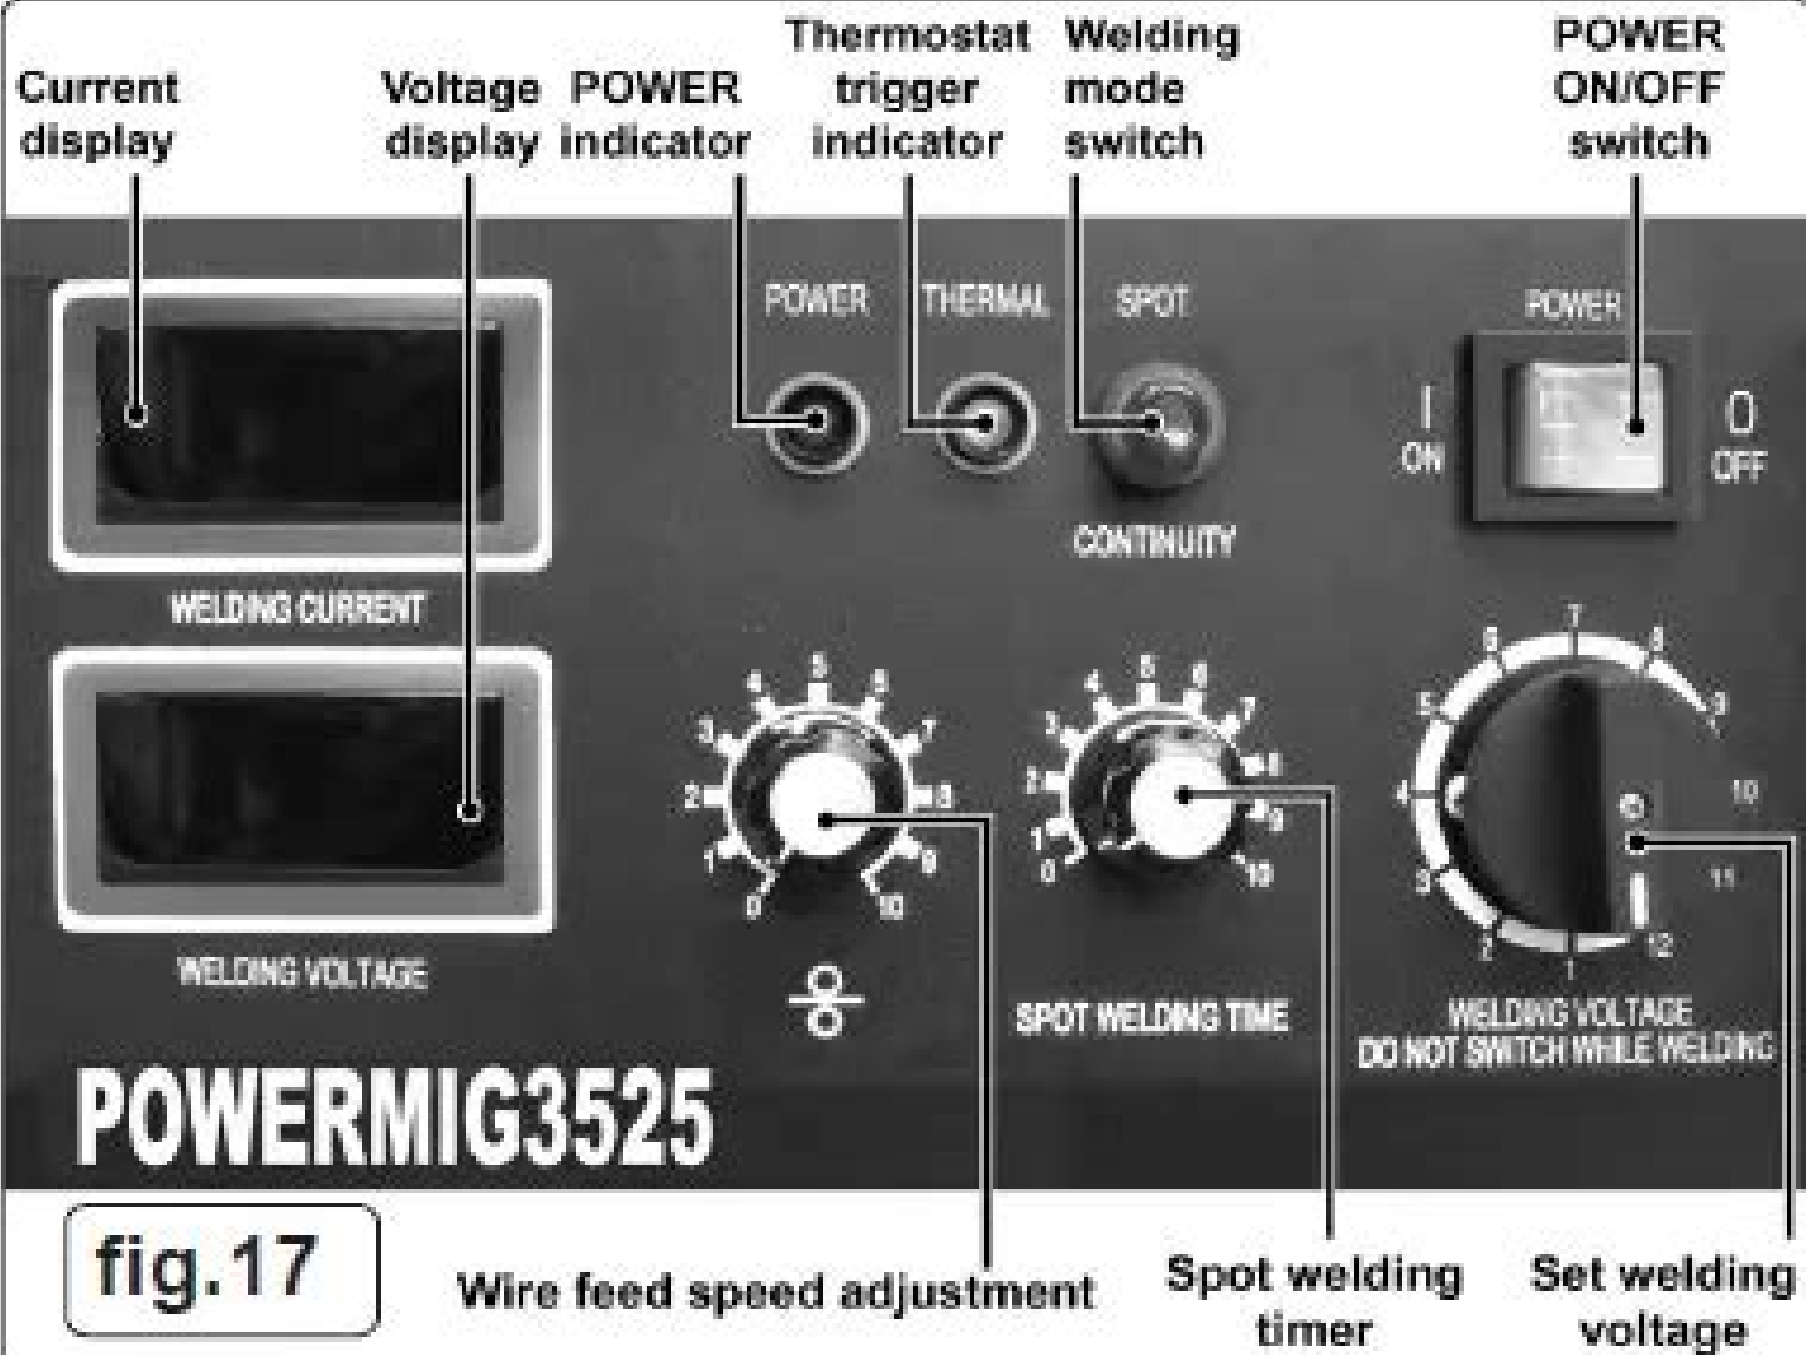 Current
display
Voltage
display
POWER
indicator
Thermostat
trigger
indicator
Welding
mode
switch
POWER
ON/OFF
switch
POWER
THERMAL
SPOT
POWER
I
ON
O
OFF
CONTINUITY
WELDING CURRENT
0 1 2 3 4 5 6 7 8 9 10
0 1 2 3 4 5 6 7 8 9 10
1 2 3 4 5 6 7 8 9 10 11 12
WELDING VOLTAGE
SPOT WELDING TIME
WELDING VOLTAGE
DO NOT SWITCH WHILE WELDING
POWERMIG3525
fig.17
Wire feed speed adjustment
Spot welding
timer
Set welding
voltage